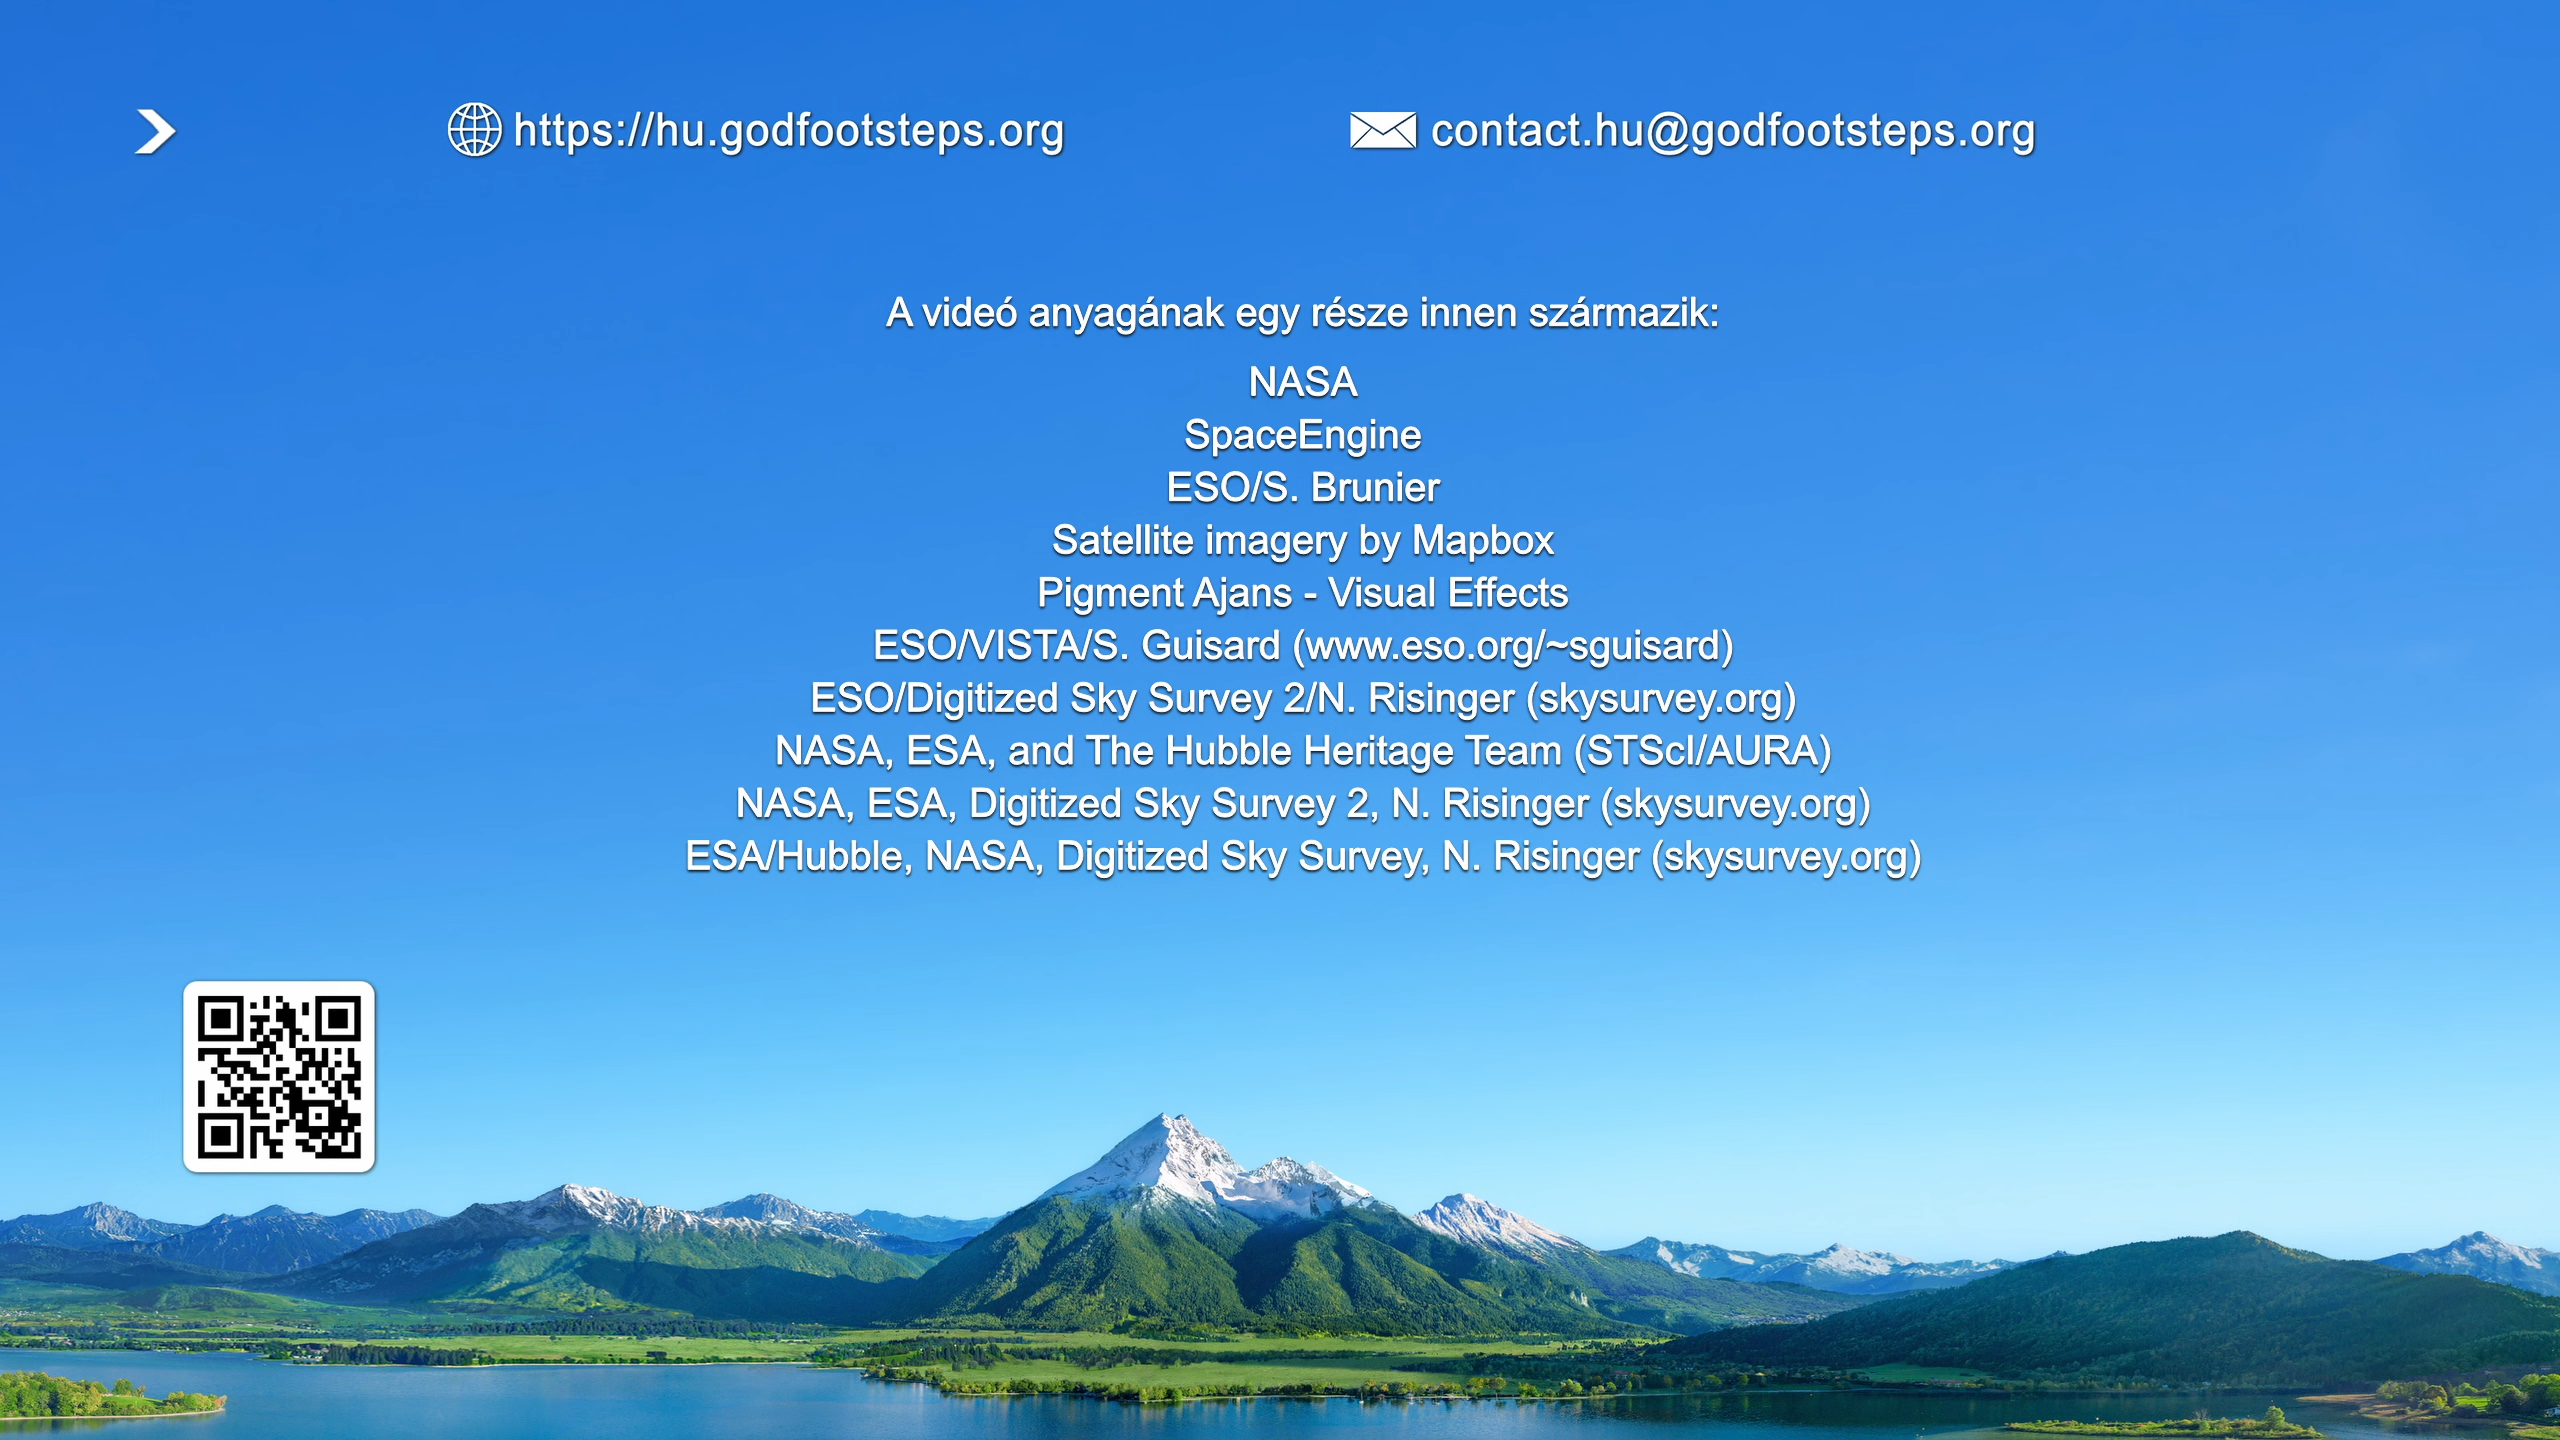 https://hu.godfootsteps.org
contact.hu@godfootsteps.org
A videó anyagának egy része innen származik:
NASA
SpaceEngine
ESO/S. Brunier
Satellite imagery by Mapbox
Pigment Ajans - Visual Effects
ESO/VISTA/S. Guisard (www.eso.org/~sguisard)
ESO/Digitized Sky Survey 2/N. Risinger (skysurvey.org)
NASA, ESA, and The Hubble Heritage Team (STScI/AURA)
NASA, ESA, Digitized Sky Survey 2, N. Risinger (skysurvey.org)
ESA/Hubble, NASA, Digitized Sky Survey, N. Risinger (skysurvey.org)